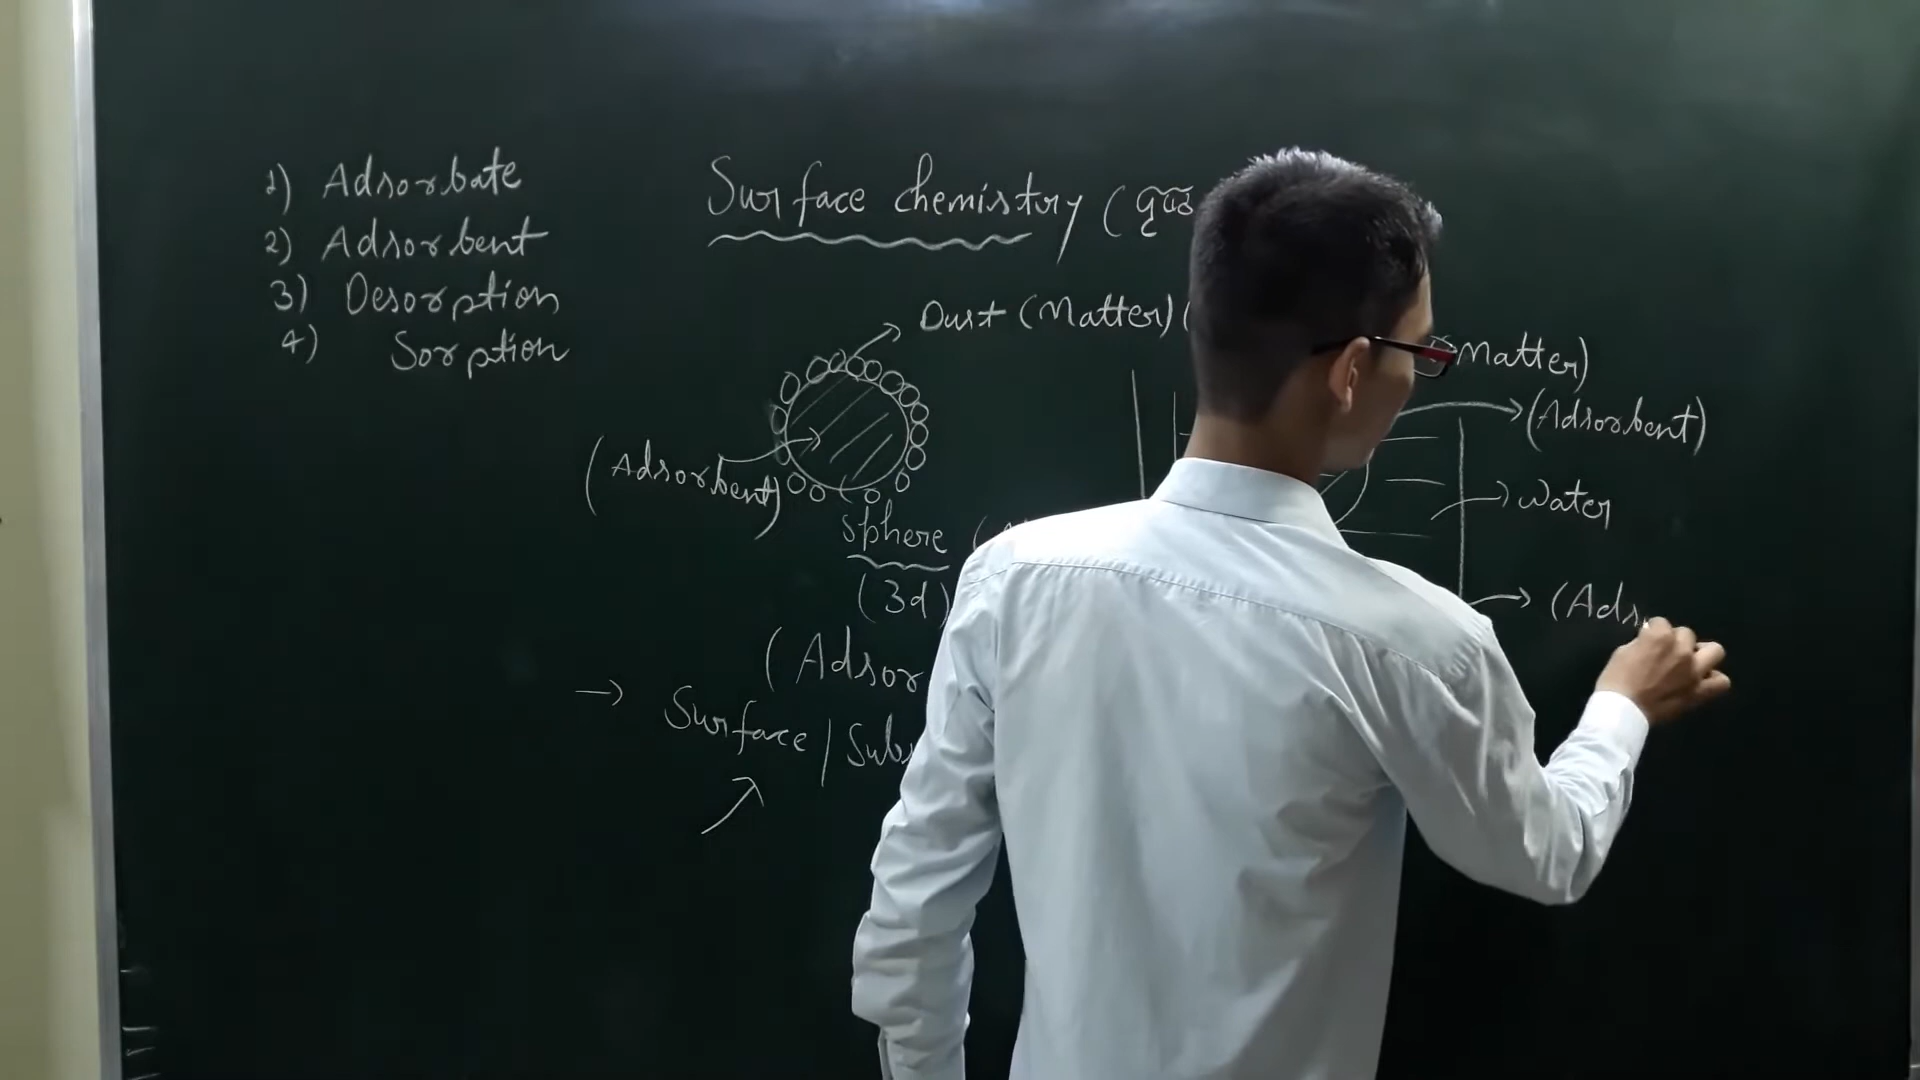 1) Adsorbate
2) Adsorbent
3) Desorption
4) Sorption
Surface chemistry (पृष्ठ
Dust (Matter) (
Matter)
(Adsorbent)
(Adsorbent)
Water
sphere (
(3d)
(Ads
(Adsor
→ Surface / Subs